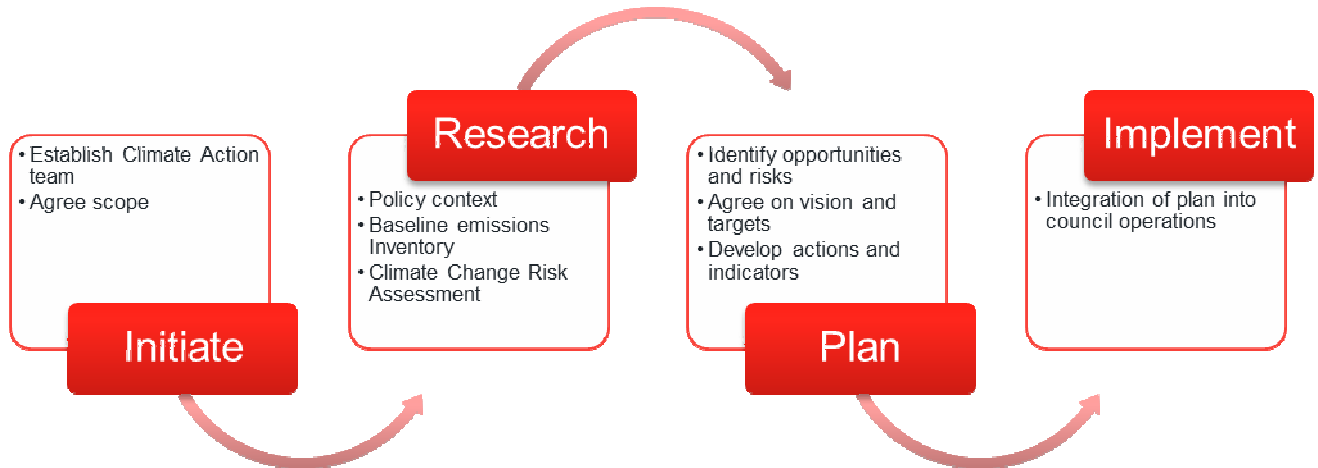 • Establish Climate Action
team
• Agree scope
Initiate
Research
• Policy context
• Baseline emissions
Inventory
• Climate Change Risk
Assessment
• Identify opportunities
and risks
• Agree on vision and
targets
• Develop actions and
indicators
Plan
Implement
• Integration of plan into
council operations